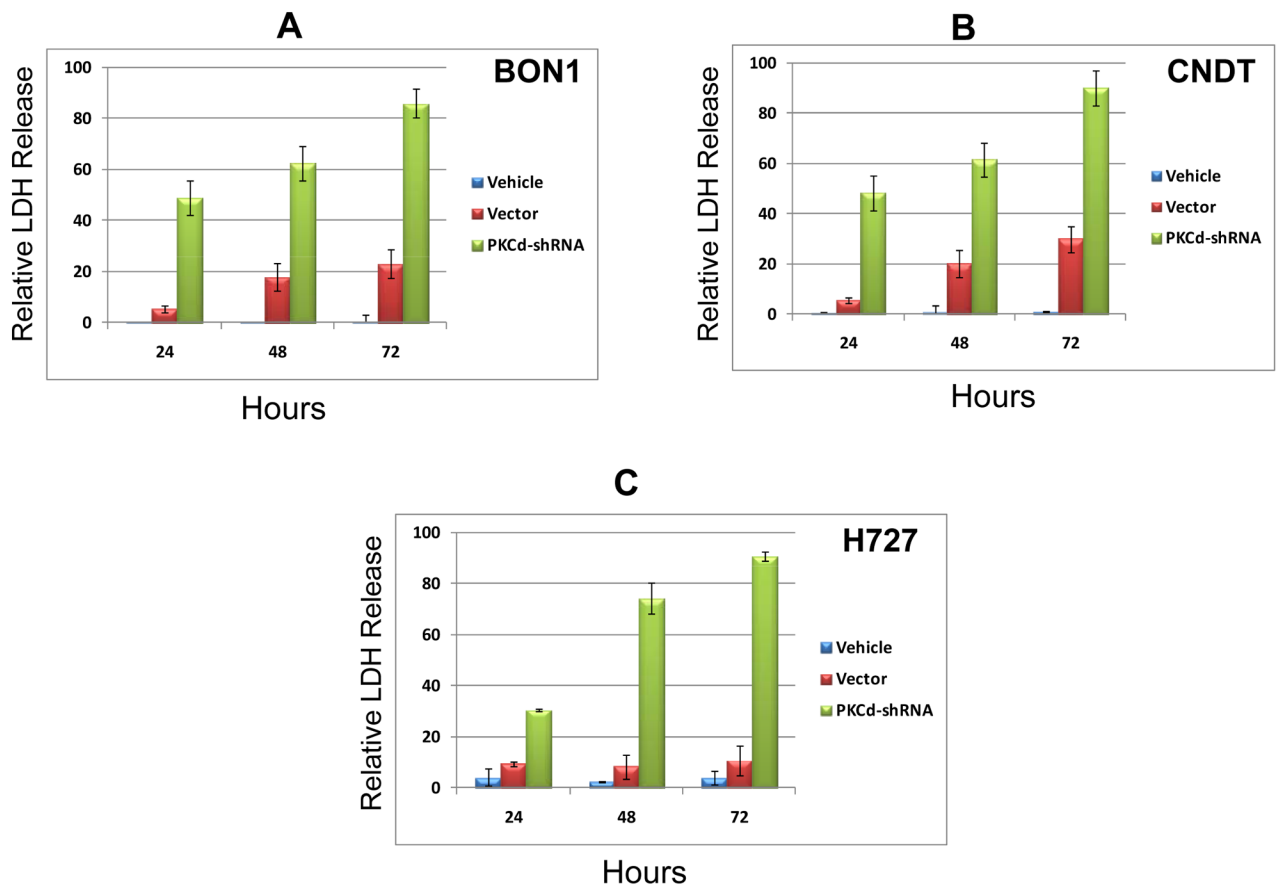 A
BON1
Relative LDH Release
100
80
60
40
20
0
24 48 72
Hours
Vehicle
Vector
PKCd-shRNA
B
CNDT
Relative LDH Release
100
80
60
40
20
0
24 48 72
Hours
Vehicle
Vector
PKCd-shRNA
C
H727
Relative LDH Release
100
80
60
40
20
0
24 48 72
Hours
Vehicle
Vector
PKCd-shRNA